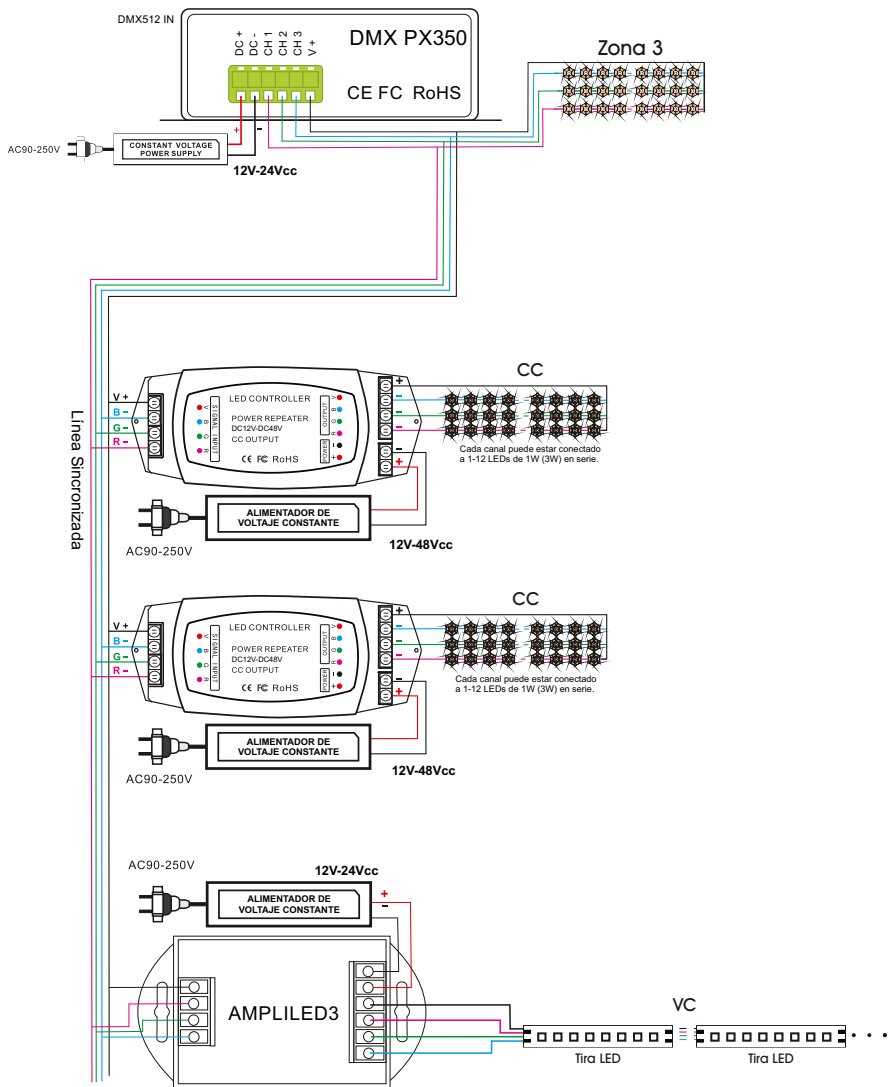 DMX512 IN
DC +
DC -
CH 1
CH 2
CH 3
V +
DMX PX350
CE FC RoHS
Zona 3
+
-
AC90-250V
CONSTANT VOLTAGE
POWER SUPPLY
12V-24Vcc
Línea Sincronizada
V +
B -
G -
R -
V
B
G
R
SIGNAL INPUT
LED CONTROLLER
POWER REPEATER
DC12V-DC48V
CC OUTPUT
CE FC RoHS
OUTPUT
V
B
G
R
POWER
-
+
+
-
-
-
-
+
CC
Cada canal puede estar conectado
a 1-12 LEDs de 1W (3W) en serie.
ALIMENTADOR DE
VOLTAJE CONSTANTE
12V-48Vcc
AC90-250V
V +
B -
G -
R -
V
B
G
R
SIGNAL INPUT
LED CONTROLLER
POWER REPEATER
DC12V-DC48V
CC OUTPUT
CE FC RoHS
OUTPUT
V
B
G
R
POWER
-
+
+
-
-
-
-
+
CC
Cada canal puede estar conectado
a 1-12 LEDs de 1W (3W) en serie.
ALIMENTADOR DE
VOLTAJE CONSTANTE
12V-48Vcc
AC90-250V
AC90-250V
12V-24Vcc
ALIMENTADOR DE
VOLTAJE CONSTANTE
+
-
AMPLILED3
VC
Tira LED
Tira LED